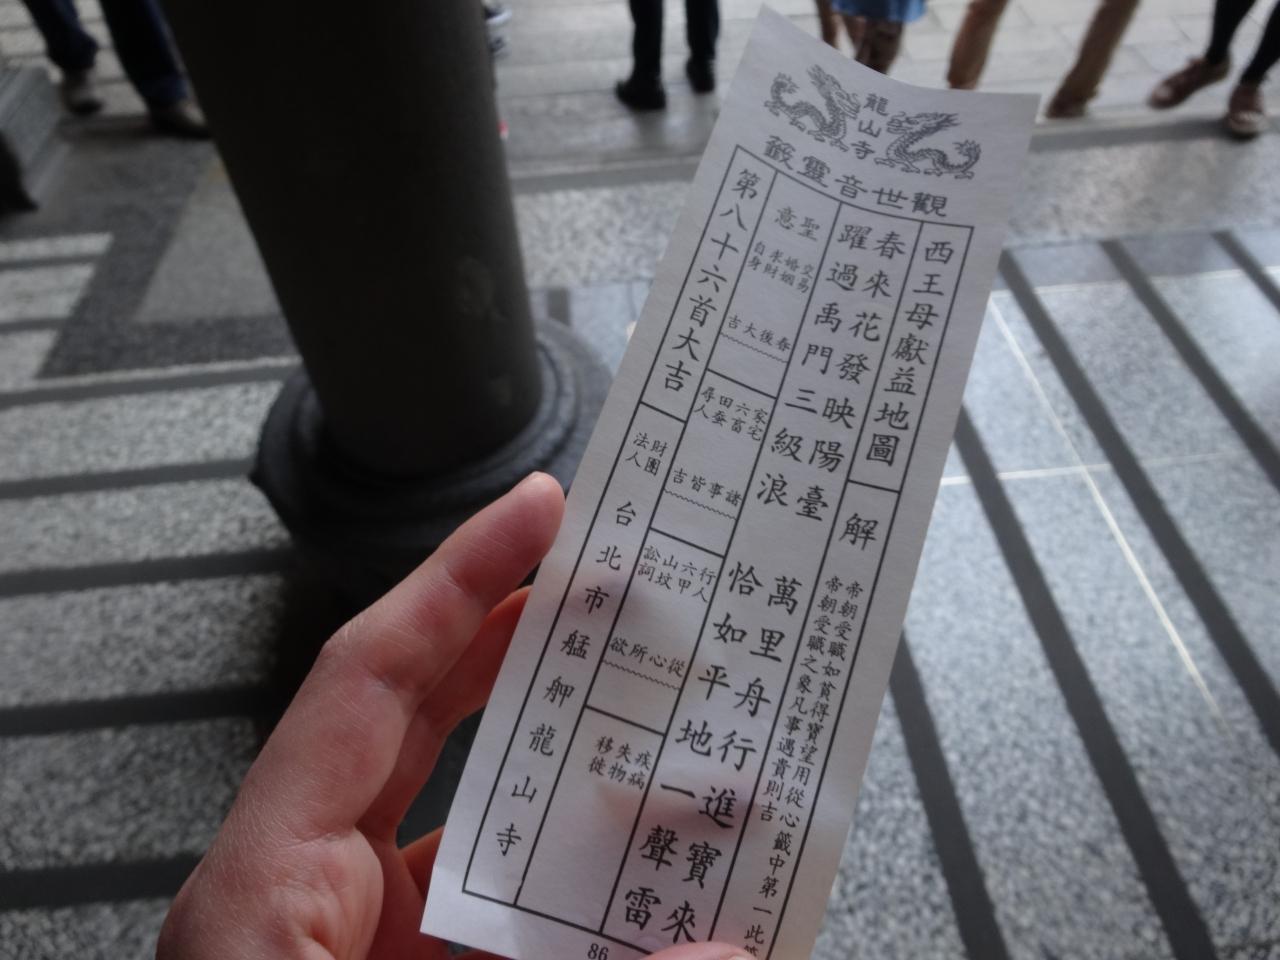 龍山寺
觀世音靈籤
西王母獻益地圖
解
帝朝受職如貧得寶望用從心
帝朝受職之象凡事遇貴則吉
籤中第一此
春來花發映陽臺
萬里舟行進寶來
躍過禹門三級浪
恰如平地一聲雷
聖意
交易
婚姻
求財
自身
春後大吉
家宅
六畜
田蚕
尋人
諸事皆吉
行人
六甲
山坟
訟詞
從心所欲
疾病
失物
移徙
第八十六首大吉
財團法人
台北市艋舺龍山寺
86